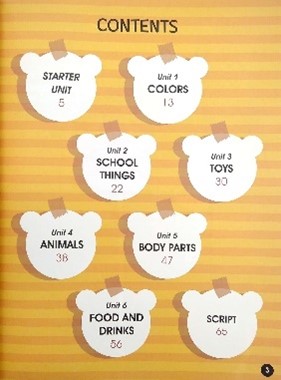 CONTENTS
STARTER
UNIT
5
Unit 1
COLORS
13
Unit 2
SCHOOL
THINGS
22
Unit 3
TOYS
30
Unit 4
ANIMALS
38
Unit 5
BODY PARTS
47
Unit 6
FOOD AND
DRINKS
56
SCRIPT
65
3